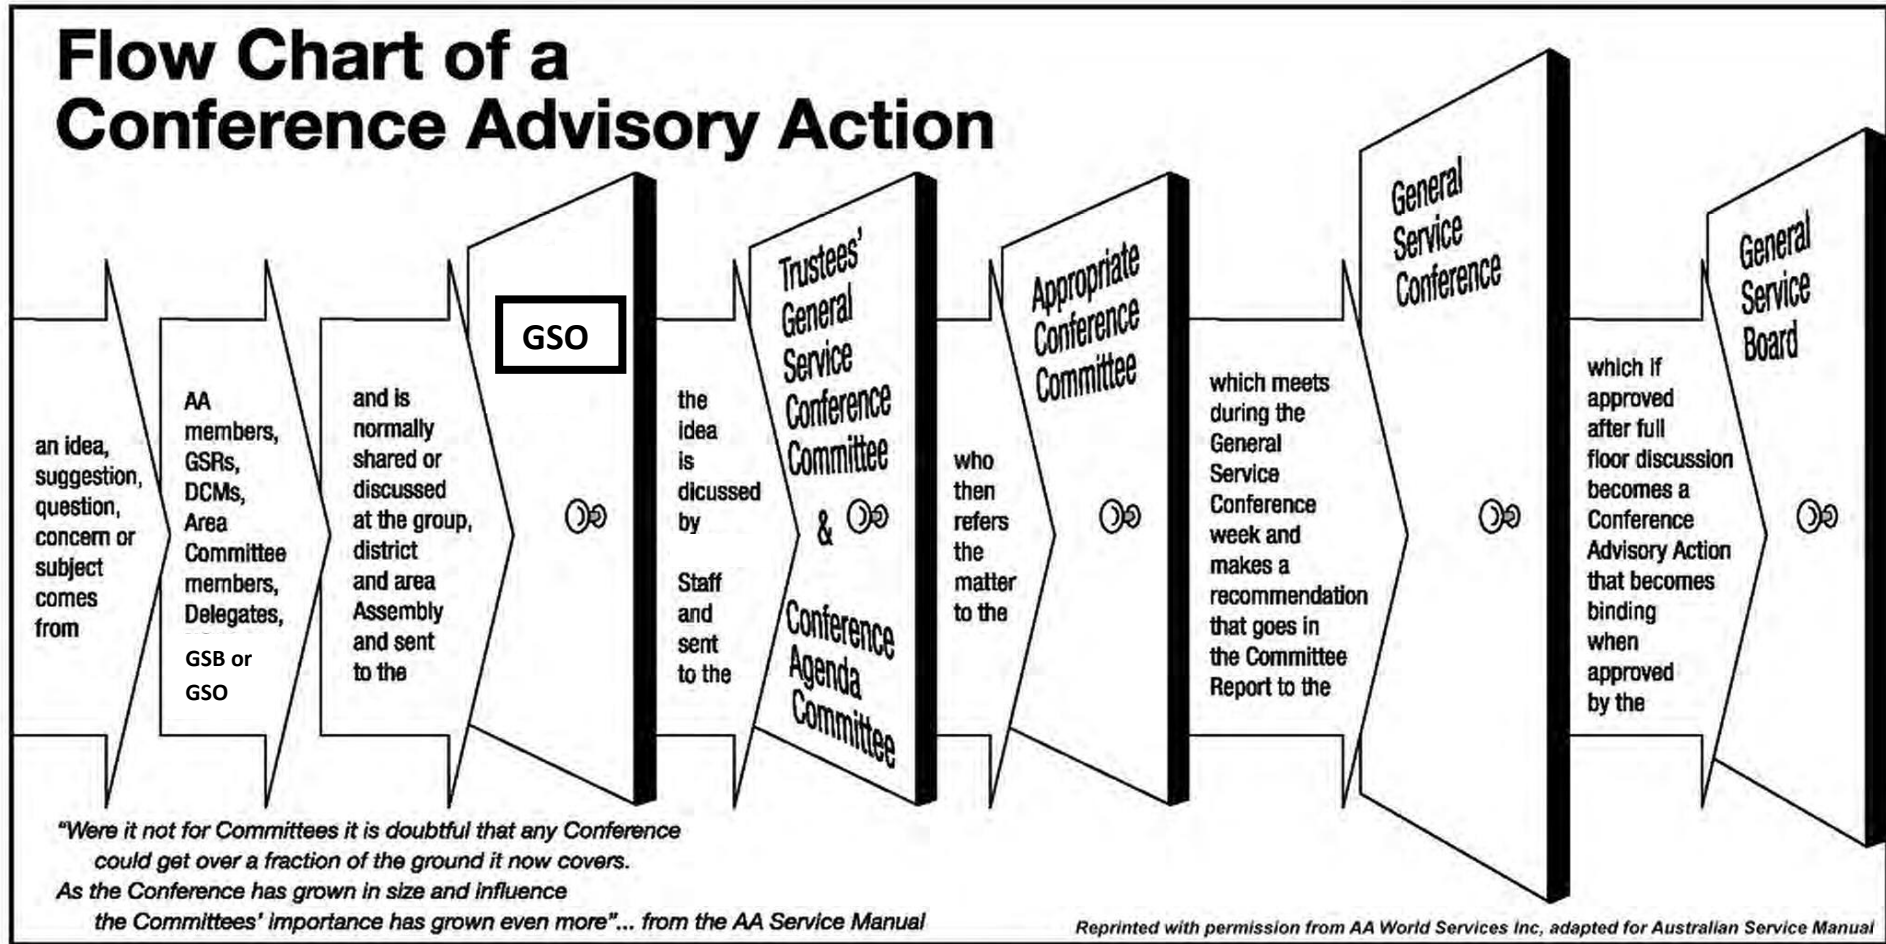 Flow Chart of a
Conference Advisory Action
an idea,
suggestion,
question,
concern or
subject
comes
from
AA
members,
GSRs,
DCMs,
Area
Committee
members,
Delegates,
GSB or
GSO
and is
normally
shared or
discussed
at the group,
district
and area
Assembly
and sent
to the
GSO
the
idea
is
dicussed
by
Staff
and
sent
to the
Trustees'
General
Service
Conference
Committee
&
Conference
Agenda
Committee
who
then
refers
the
matter
to the
Appropriate
Conference
Committee
which meets
during the
General
Service
Conference
week and
makes a
recommendation
that goes in
the Committee
Report to the
General
Service
Conference
which if
approved
after full
floor discussion
becomes a
Conference
Advisory Action
that becomes
binding
when
approved
by the
General
Service
Board
"Were it not for Committees it is doubtful that any Conference
could get over a fraction of the ground it now covers.
As the Conference has grown in size and influence
the Committees' importance has grown even more"... from the AA Service Manual
Reprinted with permission from AA World Services Inc, adapted for Australian Service Manual